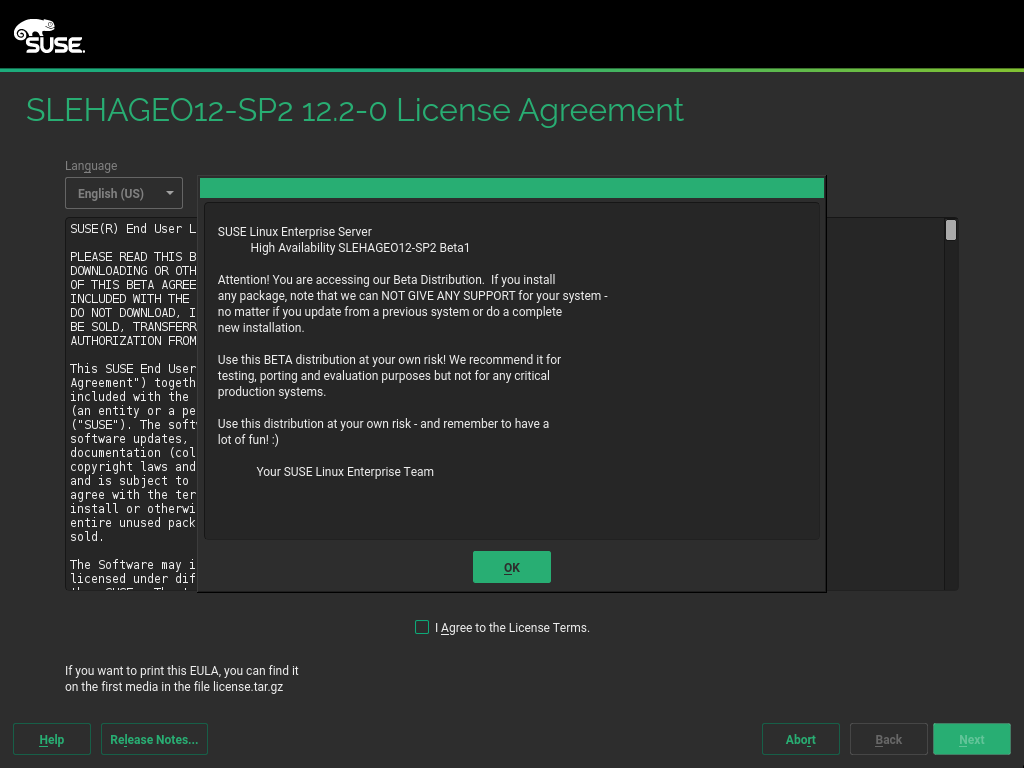 SUSE
SLEHAGEO12-SP2 12.2-0 License Agreement
Language
English (US)
SUSE(R) End User L
PLEASE READ THIS B
DOWNLOADING OR OTH
OF THIS BETA AGREE
INCLUDED WITH THE
DO NOT DOWNLOAD, I
BE SOLD, TRANSFERR
AUTHORIZATION FROM
This SUSE End User
Agreement") togeth
included with the
(an entity or a pe
("SUSE"). The soft
software updates,
documentation (col
copyright laws and
and is subject to
agree with the ter
install or otherwi
entire unused pack
sold.
The Software may i
licensed under dif
SUSE Linux Enterprise Server
High Availability SLEHAGEO12-SP2 Beta1
Attention! You are accessing our Beta Distribution.  If you install
any package, note that we can NOT GIVE ANY SUPPORT for your system -
no matter if you update from a previous system or do a complete
new installation.
Use this BETA distribution at your own risk! We recommend it for
testing, porting and evaluation purposes but not for any critical
production systems.
Use this distribution at your own risk - and remember to have a
lot of fun! :)
Your SUSE Linux Enterprise Team
OK
I Agree to the License Terms.
If you want to print this EULA, you can find it
on the first media in the file license.tar.gz
Help
Release Notes...
Abort
Back
Next